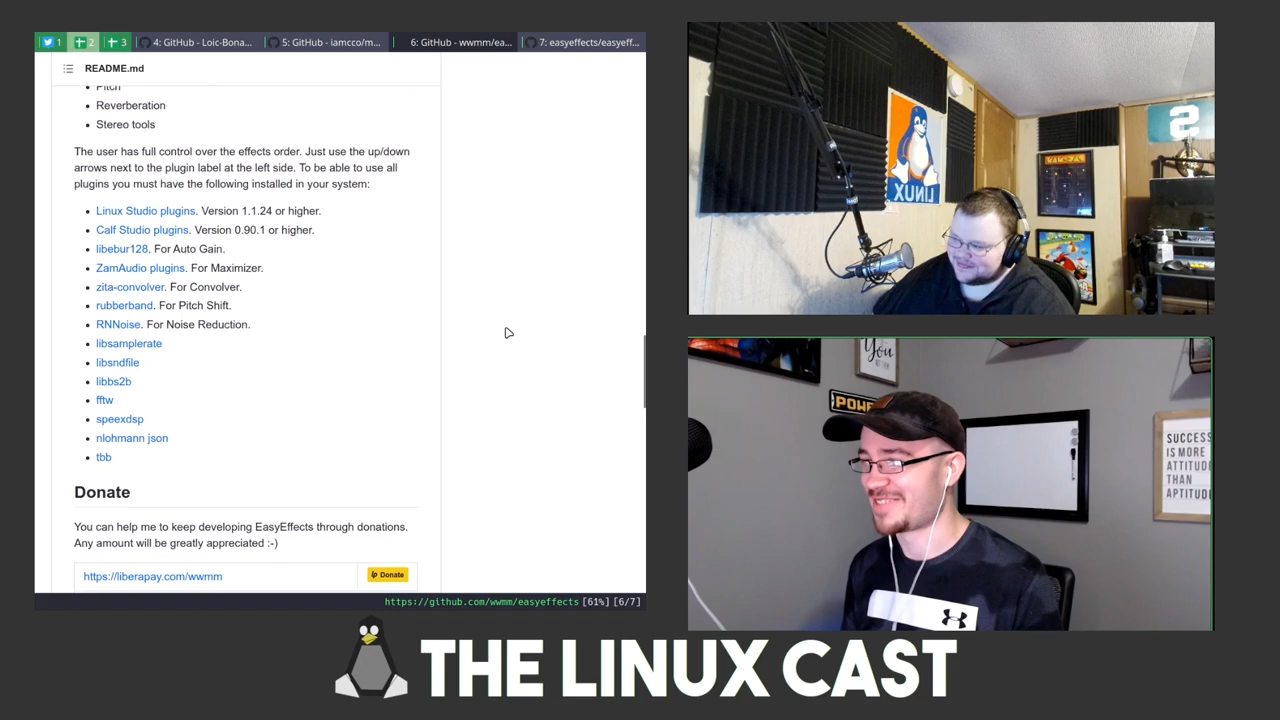 1
2
3
4: GitHub - Loic-Bona...
5: GitHub - iamcco/m...
6: GitHub - wwmm/ea...
7: easyeffects/easyeff...
README.md
Pitch
Reverberation
Stereo tools
The user has full control over the effects order. Just use the up/down
arrows next to the plugin label at the left side. To be able to use all
plugins you must have the following installed in your system:
Linux Studio plugins. Version 1.1.24 or higher.
Calf Studio plugins. Version 0.90.1 or higher.
libebur128. For Auto Gain.
ZamAudio plugins. For Maximizer.
zita-convolver. For Convolver.
rubberband. For Pitch Shift.
RNNoise. For Noise Reduction.
libsamplerate
libsndfile
libbs2b
fftw
speexdsp
nlohmann json
tbb
Donate
You can help me to keep developing EasyEffects through donations.
Any amount will be greatly appreciated :-)
https://liberapay.com/wwmm
Donate
https://github.com/wwmm/easyeffects [61%] [6/7]
LINUX
You
POWE
SUCCESS
IS MORE
ATTITUD
THAN
APTITUD
THE LINUX CAST